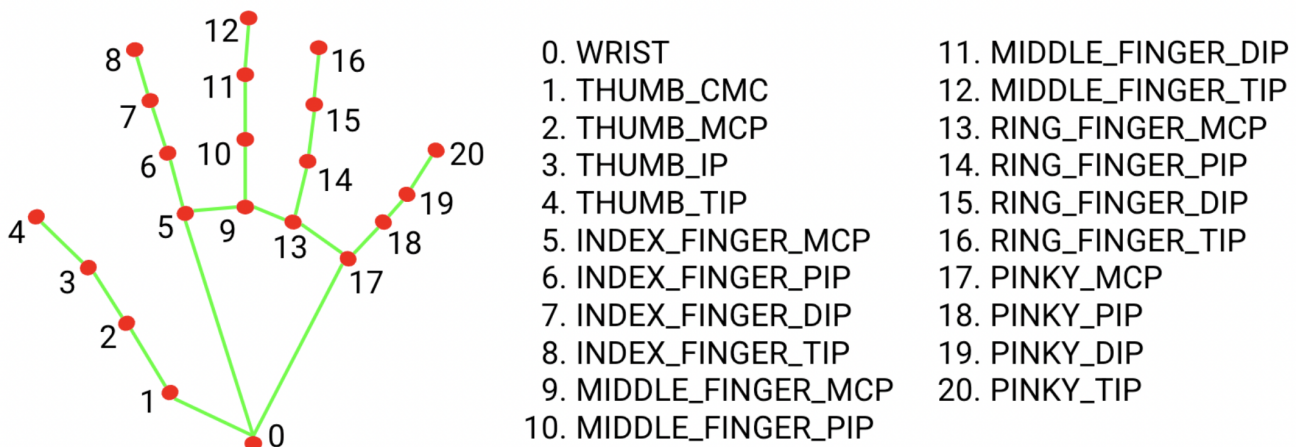 12
8
16
11
7
15
10
6
20
14
19
4
5
9
13
18
3
17
2
1
0
0. WRIST
1. THUMB_CMC
2. THUMB_MCP
3. THUMB_IP
4. THUMB_TIP
5. INDEX_FINGER_MCP
6. INDEX_FINGER_PIP
7. INDEX_FINGER_DIP
8. INDEX_FINGER_TIP
9. MIDDLE_FINGER_MCP
10. MIDDLE_FINGER_PIP
11. MIDDLE_FINGER_DIP
12. MIDDLE_FINGER_TIP
13. RING_FINGER_MCP
14. RING_FINGER_PIP
15. RING_FINGER_DIP
16. RING_FINGER_TIP
17. PINKY_MCP
18. PINKY_PIP
19. PINKY_DIP
20. PINKY_TIP